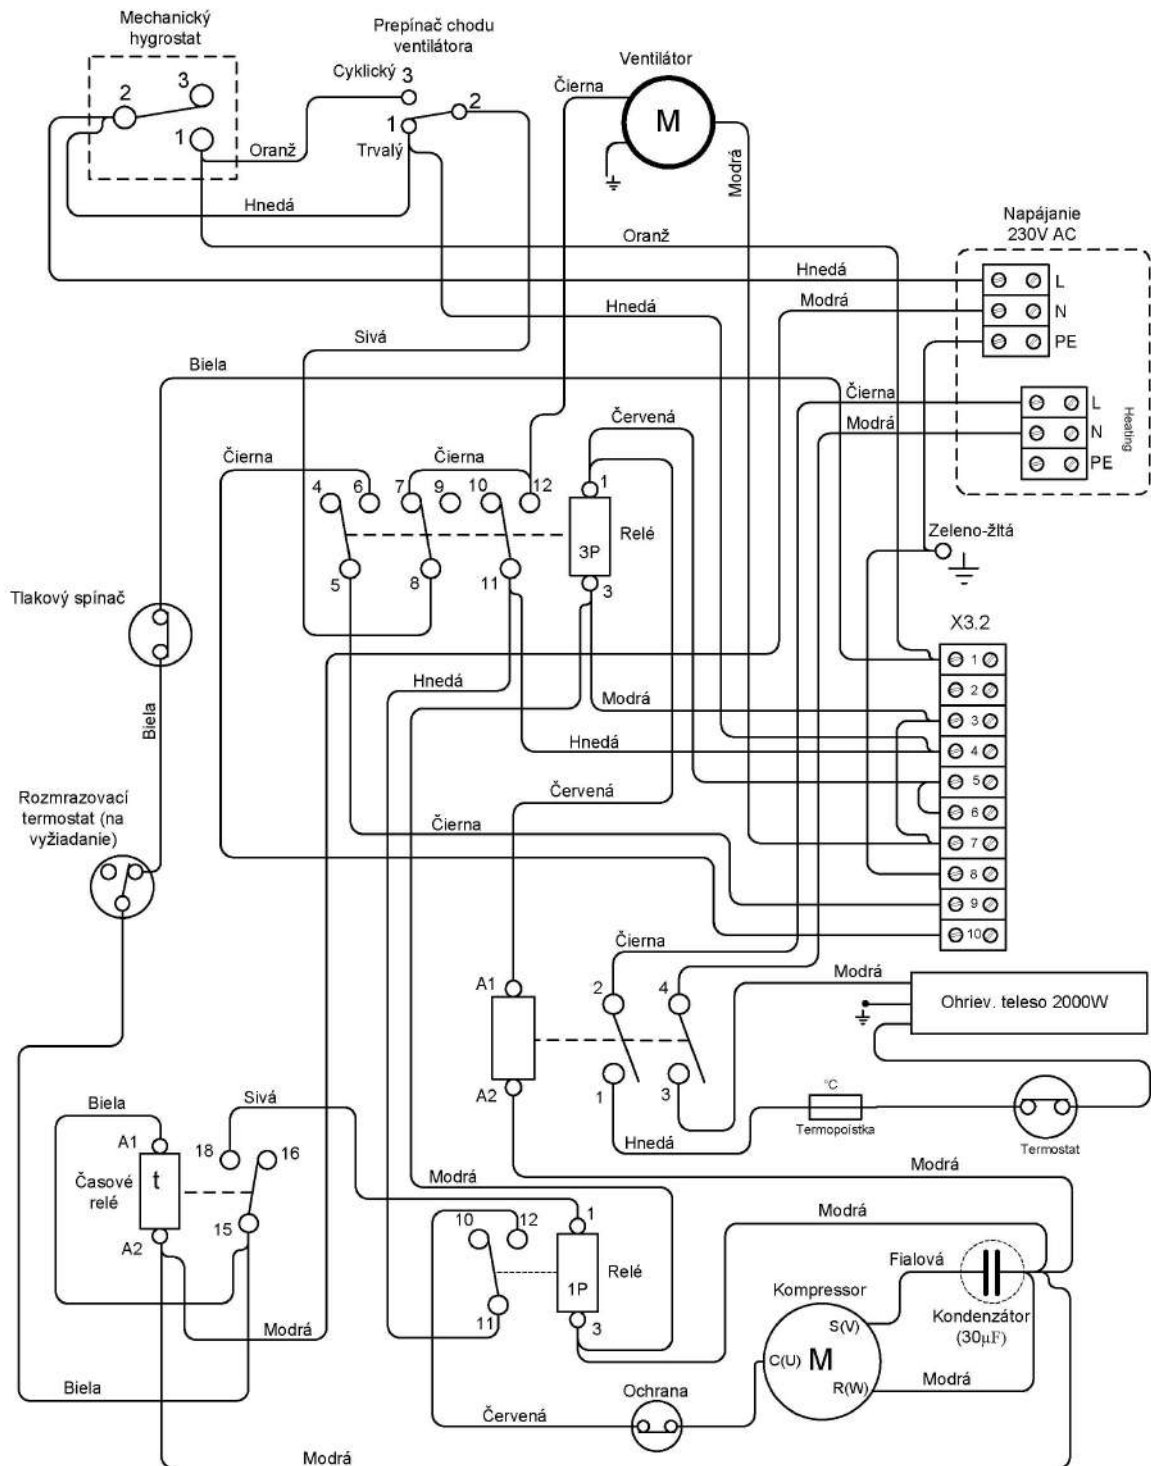 Mechanický
hygrostat
Prepínač chodu
ventilátora
Ventilátor
Cyklický 3
Čierna
3
2
2
M
1
1
Trvalý
Oranž
Modrá
Hnedá
Napájanie
230V AC
Oranž
Hnedá
L
Modrá
N
Hnedá
PE
Sivá
Biela
Čierna
L
Modrá
N
PE
Heating
Červená
Čierna
Čierna
4
6
7
9
10
12
1
Relé
3P
3
5
8
11
Zeleno-žltá
Tlakový spínač
X3.2
1
2
3
4
5
6
7
8
9
10
Hnedá
Modrá
Hnedá
Biela
Červená
Čierna
Rozmrazovací
termostat (na
vyžiadanie)
Čierna
Modrá
A1
2
4
Ohriev. teleso 2000W
A2
1
3
°C
Termopoistka
Termostat
Hnedá
Biela
Sivá
A1
18
16
t
Časové
relé
15
A2
Modrá
Modrá
Modrá
10
12
1
Relé
1P
3
11
Fialová
Kompressor
Kondenzátor
(30µF)
S(V)
C(U)
M
R(W)
Modrá
Modrá
Biela
Ochrana
Červená
Modrá